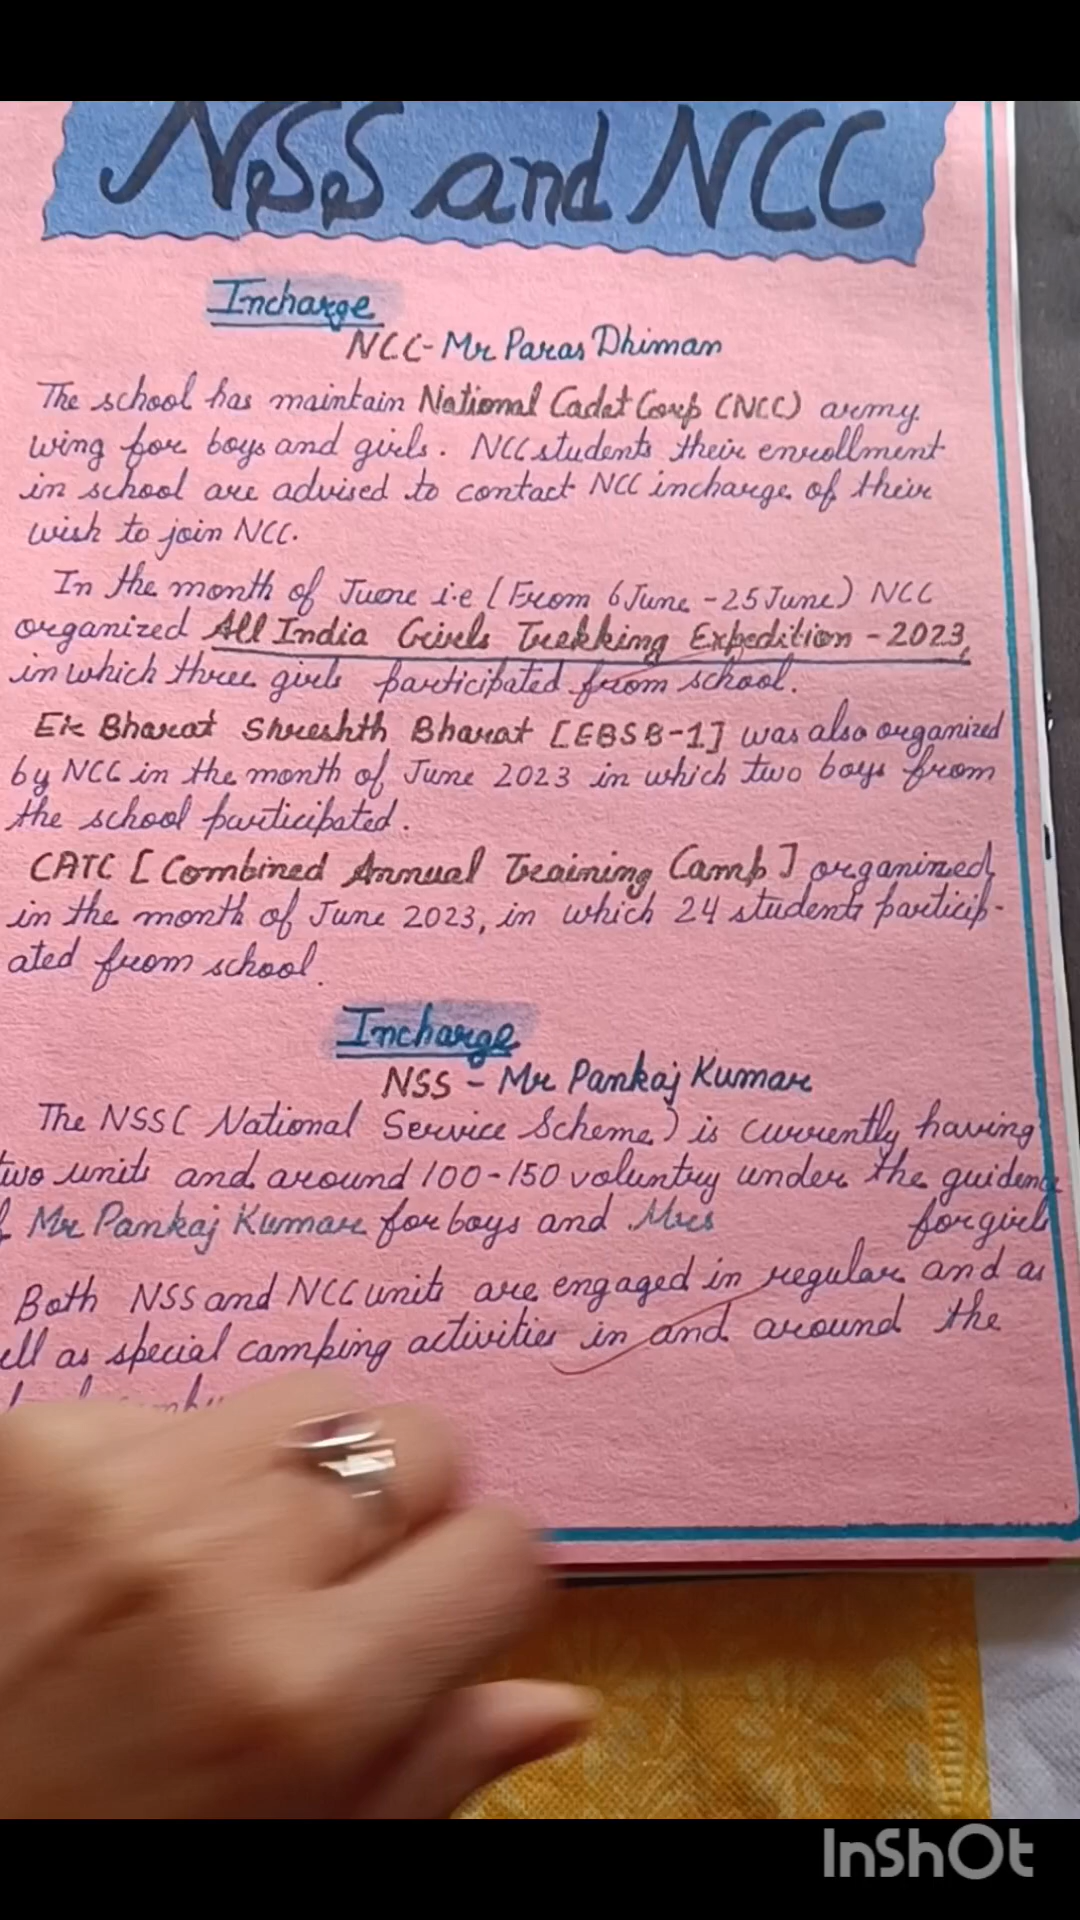 NSS and NCC
Incharge
NCC- Mr Paras Dhiman
The school has maintain National Cadet Corp (NCC) army
wing for boys and girls. NCC students their enrollment
in school are advised to contact NCC incharge of their
wish to join NCC.
In the month of Juene i.e (From 6 June - 25 June) NCC
organized All India Girls Trekking Expedition - 2023,
in which three girls participated from school.
Ek Bharat Shreshth Bharat [EBSB-1] was also organized
by NCC in the month of June 2023 in which two boys from
the school participated.
CATC [Combined Annual Training Camp] organized
in the month of June 2023, in which 24 students particip-
ated from school
Incharge
NSS - Mr Pankaj Kumar
The NSS( National Service Scheme) is currently having
two units and around 100-150 voluntry under the guidence
Mr Pankaj Kumar for boys and Mrs for girls
Both NSS and NCC units are engaged in regular and as
ell as special camping activities in and around the
InShOt